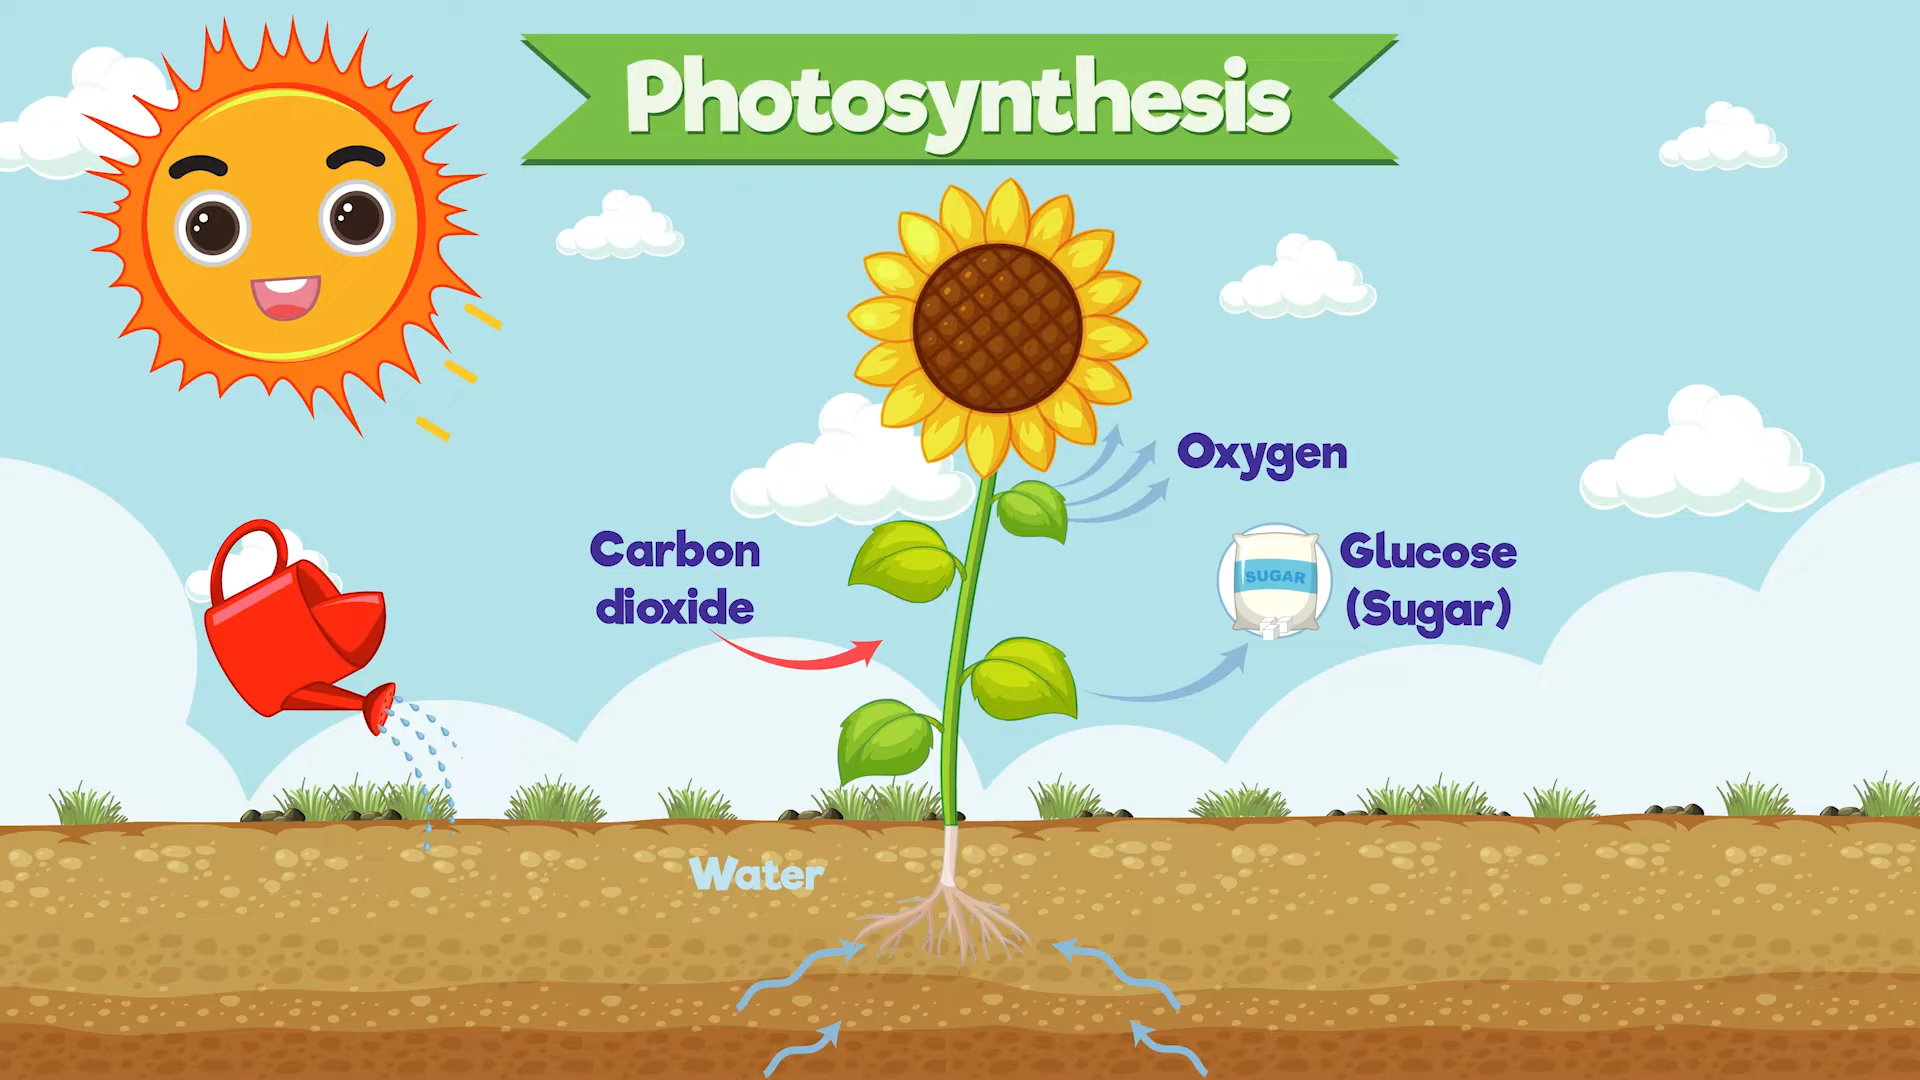 Photosynthesis
Oxygen
Carbon
dioxide
SUGAR
Glucose
(Sugar)
Water